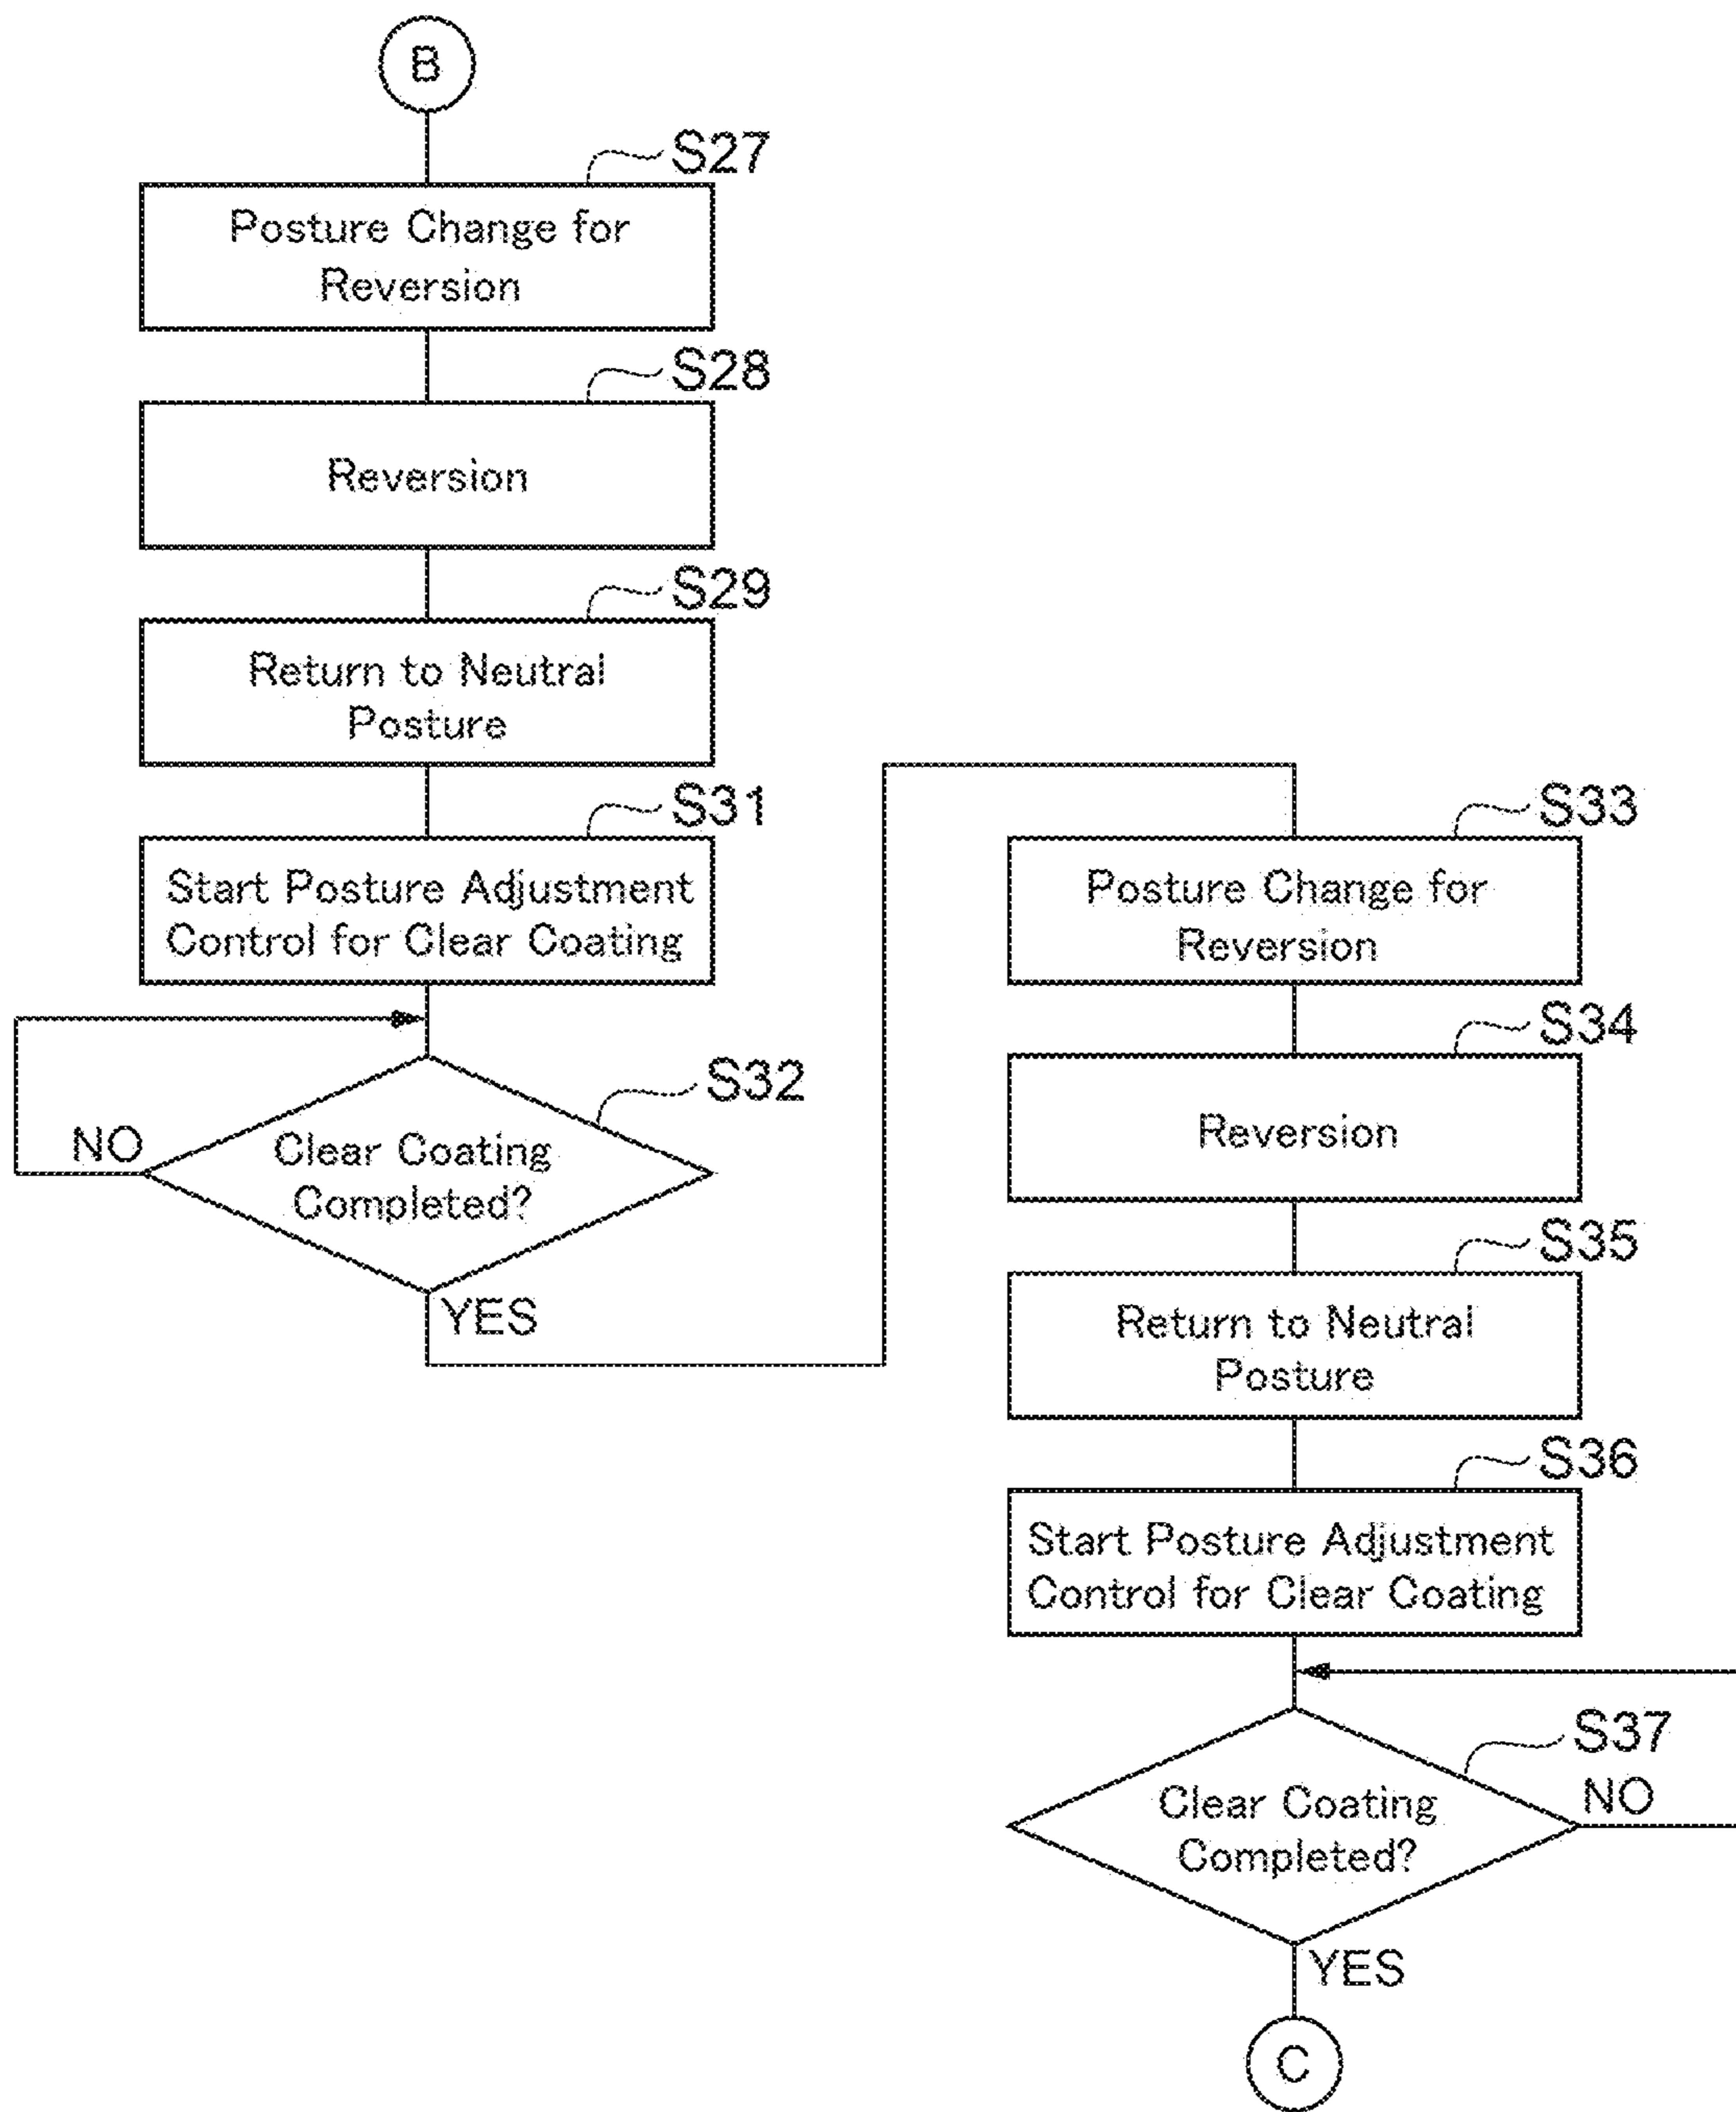 B
S27
Posture Change for
Reversion
S28
Reversion
S29
Return to Neutral
Posture
S31
Start Posture Adjustment
Control for Clear Coating
S32
NO
Clear Coating
Completed?
YES
S33
Posture Change for
Reversion
S34
Reversion
S35
Return to Neutral
Posture
S36
Start Posture Adjustment
Control for Clear Coating
S37
Clear Coating
Completed?
NO
YES
C